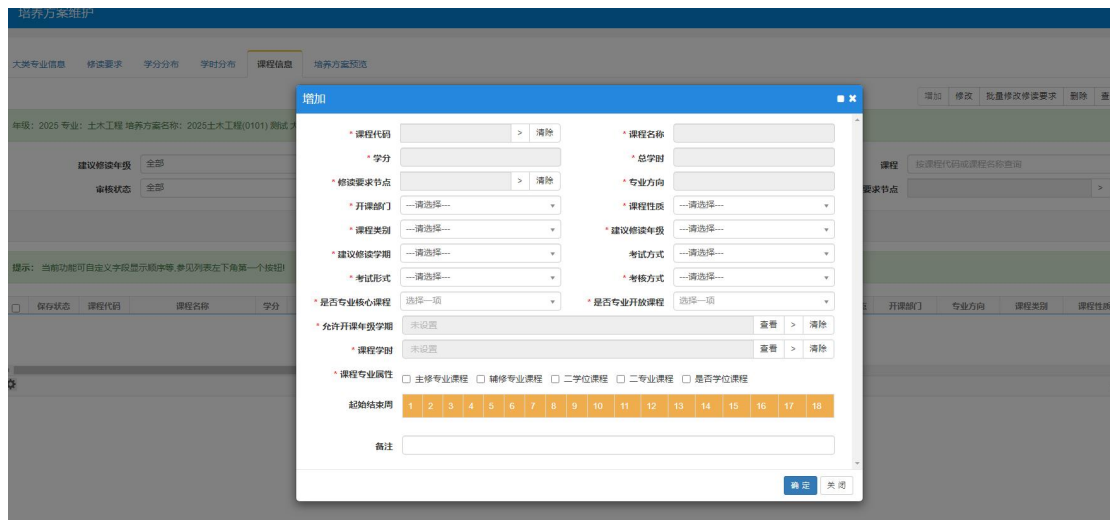 培养方案维护
大类专业信息 修读要求 学分分布 学时分布 课程信息 培养方案预览
增加 修改 批量修改修读要求 删除 查
年级：2025 专业：土木工程 培养方案名称：2025土木工程(0101) 测试
建议修读年级 全部 课程 按课程代码或课程名称查询
审核状态 全部 要求节点 >
提示： 当前功能可自定义字段显示顺序等,参见列表左下角第一个按钮!
保存状态 课程代码 课程名称 学分 开课部门 专业方向 课程类别 课程性质
增加
* 课程代码 > 清除 * 课程名称
* 学分 * 总学时
* 修读要求节点 > 清除 * 专业方向
* 开课部门 ---请选择--- * 课程性质 ---请选择---
* 课程类别 ---请选择--- * 建议修读年级 ---请选择---
* 建议修读学期 ---请选择--- 考试方式 ---请选择---
* 考试形式 ---请选择--- * 考核方式 ---请选择---
* 是否专业核心课程 选择一项 * 是否专业开放课程 选择一项
* 允许开课年级学期 未设置 查看 > 清除
* 课程学时 未设置 查看 > 清除
* 课程专业属性 主修专业课程 辅修专业课程 二学位课程 二专业课程 是否学位课程
起始结束周 1 2 3 4 5 6 7 8 9 10 11 12 13 14 15 16 17 18
备注
确定 关闭